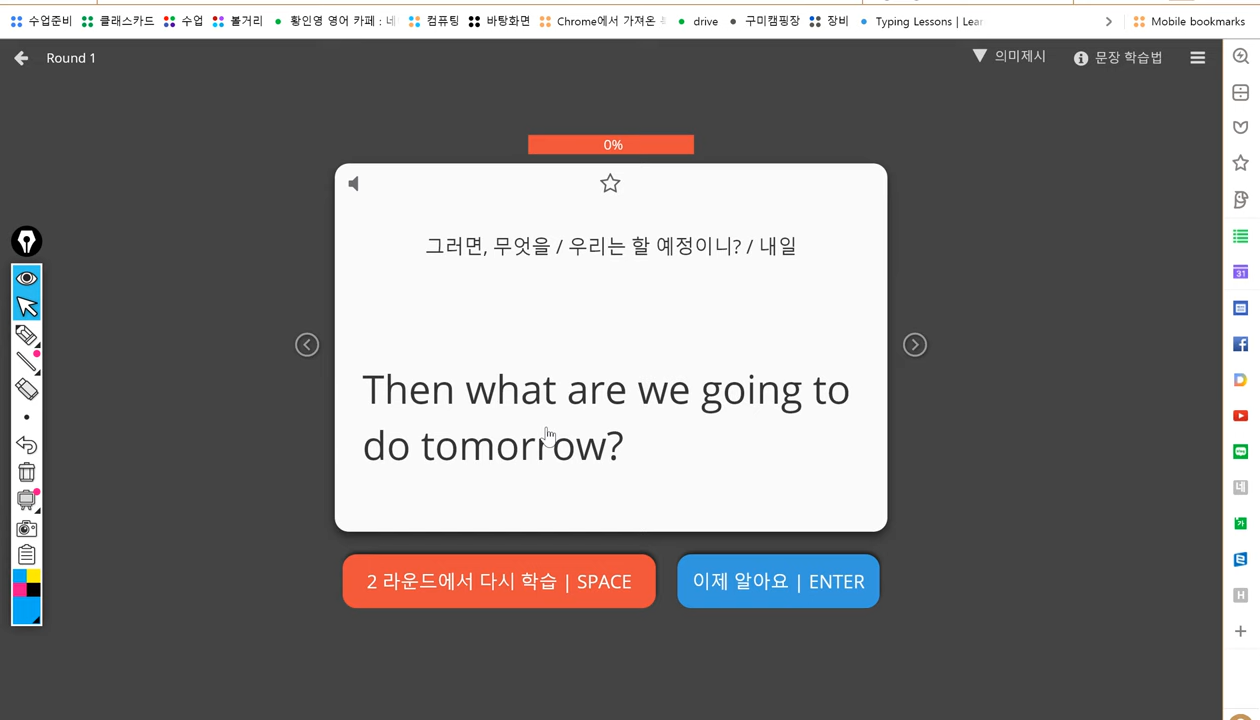 수업준비 클래스카드 수업 볼거리 황인영 영어 카페 : 네 컴퓨팅 바탕화면 Chrome에서 가져온 drive 구미캠핑장 장비 Typing Lessons | Lear Mobile bookmarks
Round 1 의미제시 문장 학습법
0%
그러면, 무엇을 / 우리는 할 예정이니? / 내일
Then what are we going to
do tomorrow?
2 라운드에서 다시 학습 | SPACE 이제 알아요 | ENTER
31